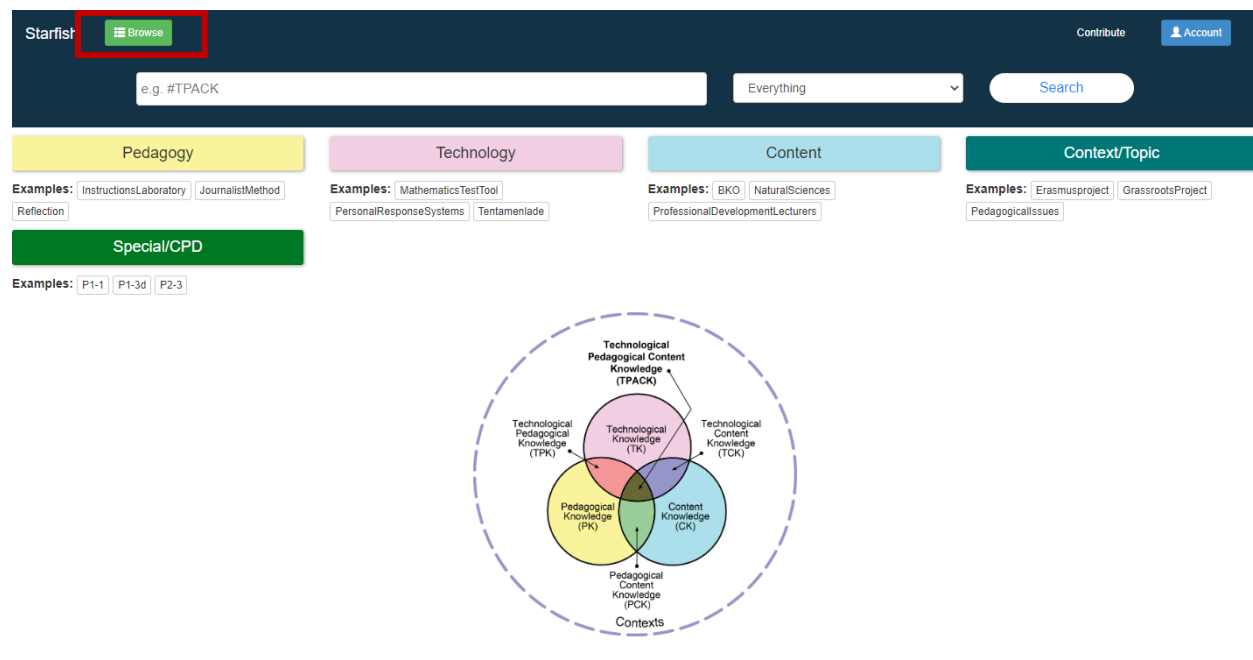 Starfish Browse Contribute Account
e.g. #TPACK Everything Search
Pedagogy Technology Content Context/Topic
Examples: InstructionsLaboratory JournalistMethod
Reflection
Examples: MathematicsTestTool
PersonalResponseSystems Tentamenlade
Examples: BKO NaturalSciences
ProfessionalDevelopmentLecturers
Examples: Erasmusproject GrassrootsProject
PedagogicalIssues
Special/CPD
Examples: P1-1 P1-3d P2-3
Technological
Pedagogical Content
Knowledge
(TPACK)
Technological
Pedagogical
Knowledge
(TPK)
Technological
Knowledge
(TK)
Technological
Content
Knowledge
(TCK)
Pedagogical
Knowledge
(PK)
Content
Knowledge
(CK)
Pedagogical
Content
Knowledge
(PCK)
Contexts